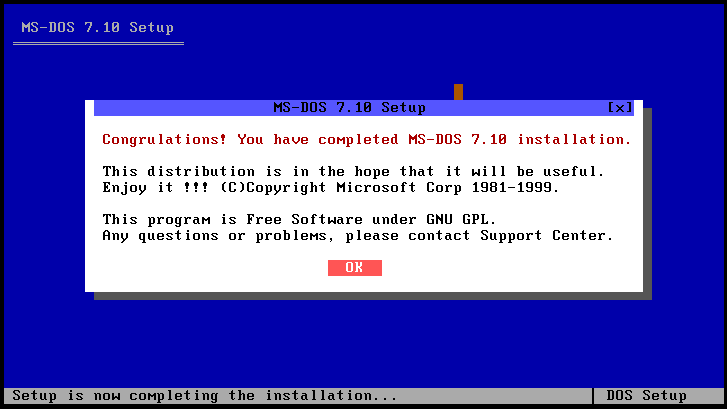 MS-DOS 7.10 Setup
MS-DOS 7.10 Setup [x]
Congrulations! You have completed MS-DOS 7.10 installation.
This distribution is in the hope that it will be useful.
Enjoy it !!! (C)Copyright Microsoft Corp 1981-1999.
This program is Free Software under GNU GPL.
Any questions or problems, please contact Support Center.
OK
Setup is now completing the installation... DOS Setup